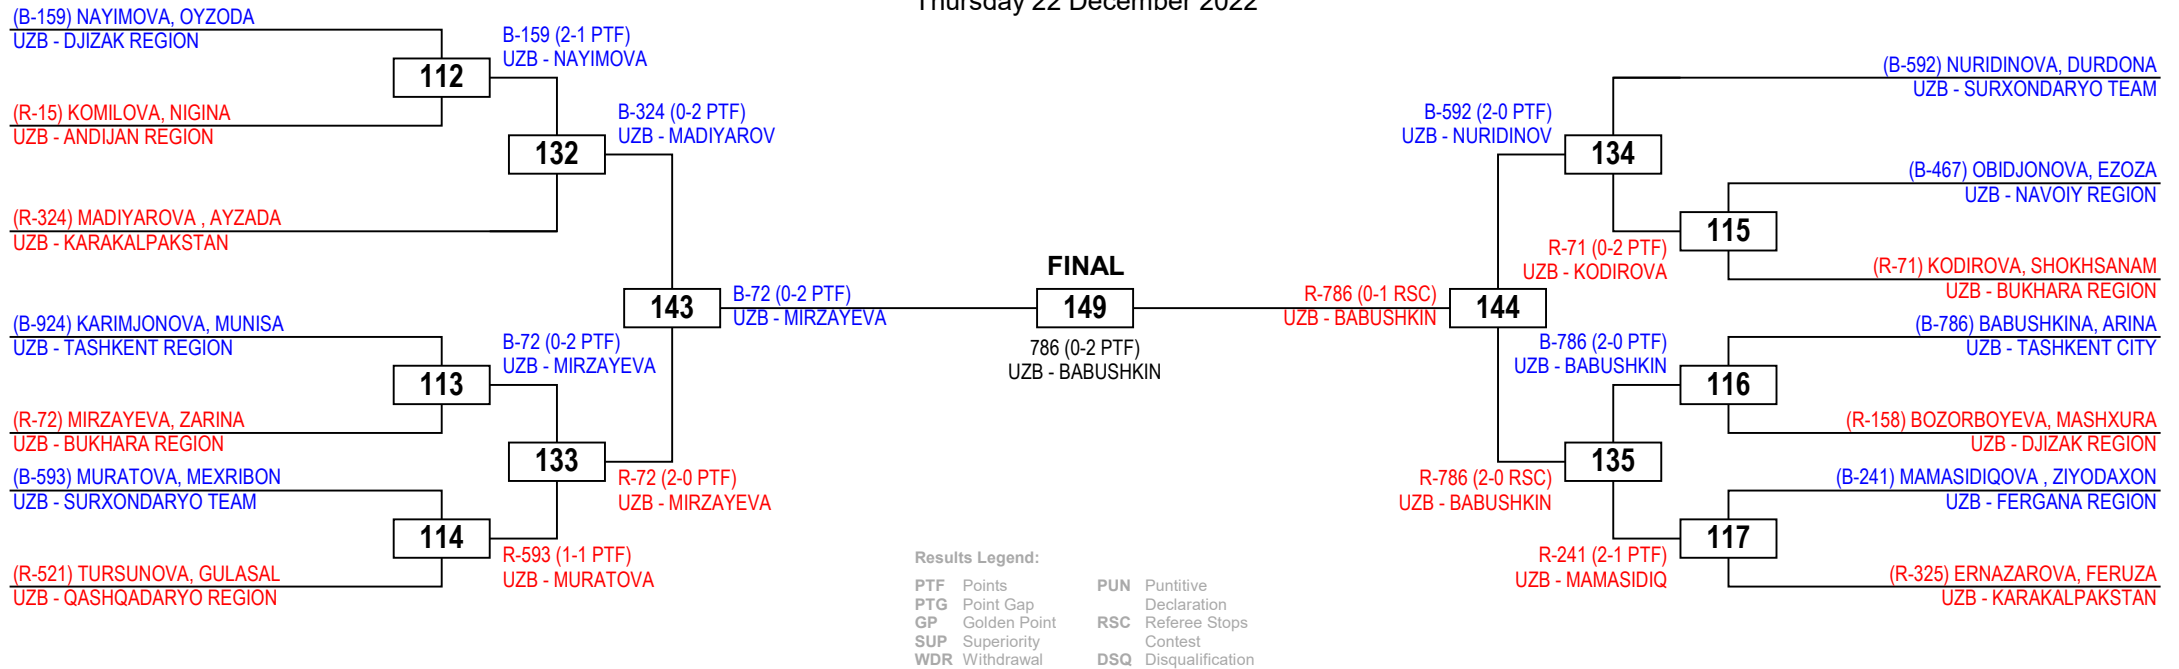 Thursday 22 December 2022
(B-159) NAYIMOVA, OYZODA
UZB - DJIZAK REGION
B-159 (2-1 PTF)
UZB - NAYIMOVA
112
(R-15) KOMILOVA, NIGINA
UZB - ANDIJAN REGION
B-324 (0-2 PTF)
UZB - MADIYAROV
132
(R-324) MADIYAROVA , AYZADA
UZB - KARAKALPAKSTAN
143
B-72 (0-2 PTF)
UZB - MIRZAYEVA
(B-924) KARIMJONOVA, MUNISA
UZB - TASHKENT REGION
B-72 (0-2 PTF)
UZB - MIRZAYEVA
113
(R-72) MIRZAYEVA, ZARINA
UZB - BUKHARA REGION
133
R-72 (2-0 PTF)
UZB - MIRZAYEVA
(B-593) MURATOVA, MEXRIBON
UZB - SURXONDARYO TEAM
114
R-593 (1-1 PTF)
UZB - MURATOVA
(R-521) TURSUNOVA, GULASAL
UZB - QASHQADARYO REGION
FINAL
149
786 (0-2 PTF)
UZB - BABUSHKIN
(B-592) NURIDINOVA, DURDONA
UZB - SURXONDARYO TEAM
B-592 (2-0 PTF)
UZB - NURIDINOV
134
(B-467) OBIDJONOVA, EZOZA
UZB - NAVOIY REGION
115
R-71 (0-2 PTF)
UZB - KODIROVA
(R-71) KODIROVA, SHOKHSANAM
UZB - BUKHARA REGION
R-786 (0-1 RSC)
UZB - BABUSHKIN
144
(B-786) BABUSHKINA, ARINA
UZB - TASHKENT CITY
B-786 (2-0 PTF)
UZB - BABUSHKIN
116
(R-158) BOZORBOYEVA, MASHXURA
UZB - DJIZAK REGION
135
R-786 (2-0 RSC)
UZB - BABUSHKIN
(B-241) MAMASIDIQOVA , ZIYODAXON
UZB - FERGANA REGION
117
R-241 (2-1 PTF)
UZB - MAMASIDIQ
(R-325) ERNAZAROVA, FERUZA
UZB - KARAKALPAKSTAN
Results Legend:
PTF Points
PTG Point Gap
GP Golden Point
SUP Superiority
WDR Withdrawal
PUN Puntitive
Declaration
RSC Referee Stops
Contest
DSQ Disqualification